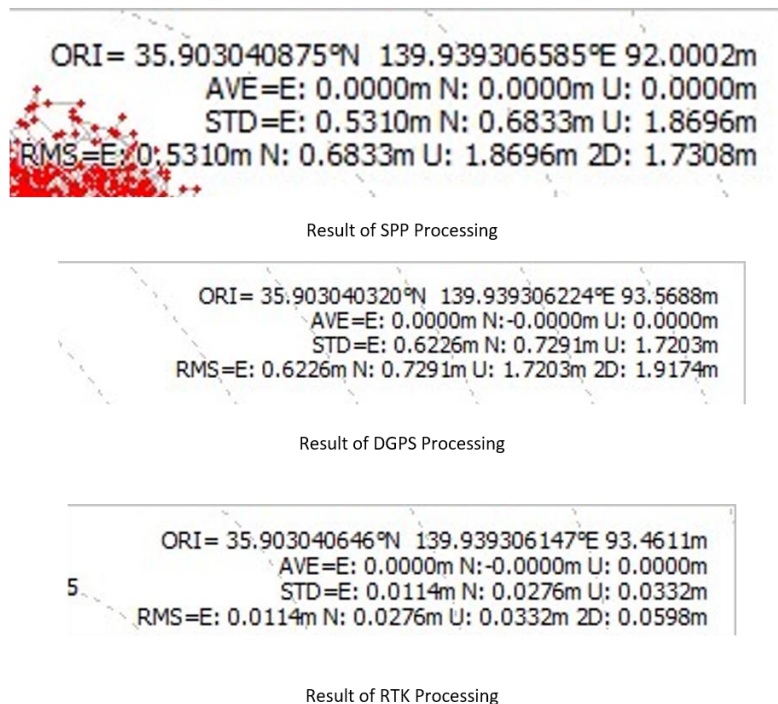 ORI= 35.903040875°N 139.939306585°E 92.0002m
AVE=E: 0.0000m N: 0.0000m U: 0.0000m
STD=E: 0.5310m N: 0.6833m U: 1.8696m
RMS=E: 0.5310m N: 0.6833m U: 1.8696m 2D: 1.7308m
Result of SPP Processing
ORI= 35.903040320°N 139.939306224°E 93.5688m
AVE=E: 0.0000m N:-0.0000m U: 0.0000m
STD=E: 0.6226m N: 0.7291m U: 1.7203m
RMS=E: 0.6226m N: 0.7291m U: 1.7203m 2D: 1.9174m
Result of DGPS Processing
ORI= 35.903040646°N 139.939306147°E 93.4611m
AVE=E: 0.0000m N:-0.0000m U: 0.0000m
5
STD=E: 0.0114m N: 0.0276m U: 0.0332m
RMS=E: 0.0114m N: 0.0276m U: 0.0332m 2D: 0.0598m
Result of RTK Processing